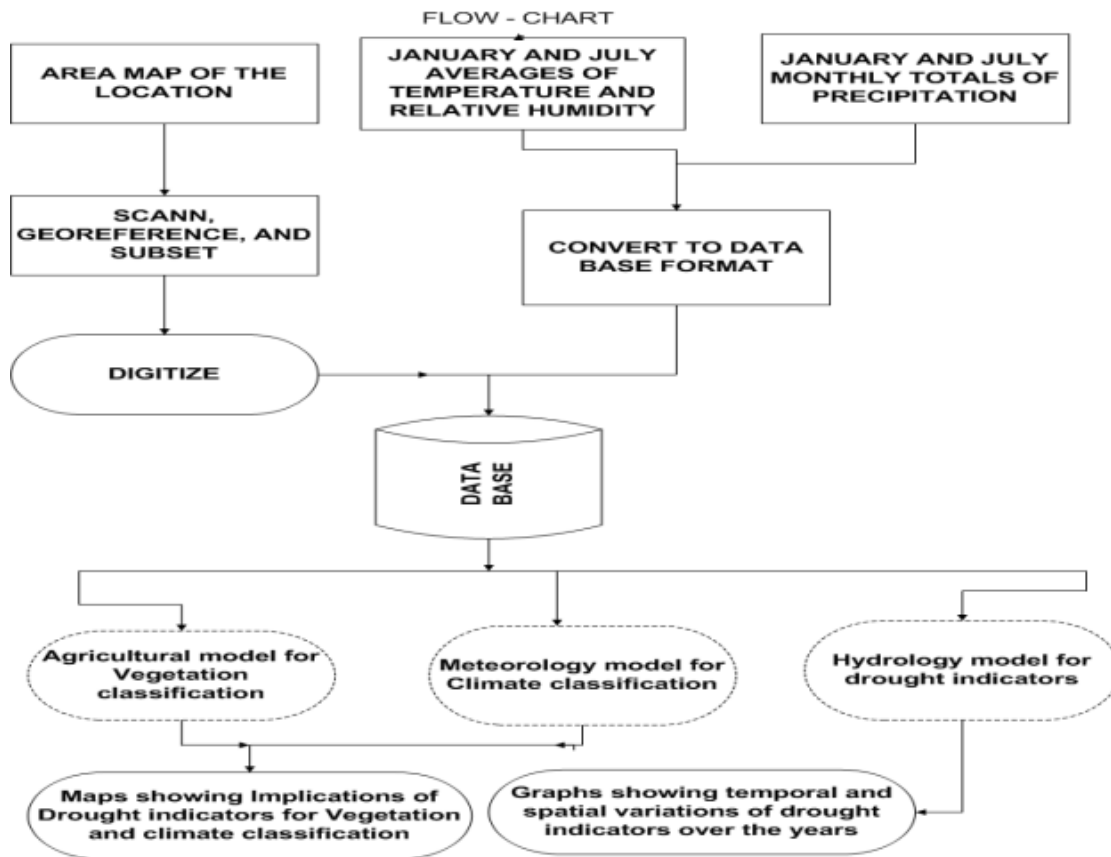 FLOW - CHART
AREA MAP OF THE
LOCATION
JANUARY AND JULY
AVERAGES OF
TEMPERATURE AND
RELATIVE HUMIDITY
JANUARY AND JULY
MONTHLY TOTALS OF
PRECIPITATION
SCANN,
GEOREFERENCE, AND
SUBSET
CONVERT TO DATA
BASE FORMAT
DIGITIZE
DATA
BASE
Agricultural model for
Vegetation
classification
Meteorology model for
Climate classification
Hydrology model for
drought indicators
Maps showing Implications of
Drought indicators for Vegetation
and climate classification
Graphs showing temporal and
spatial variations of drought
indicators over the years